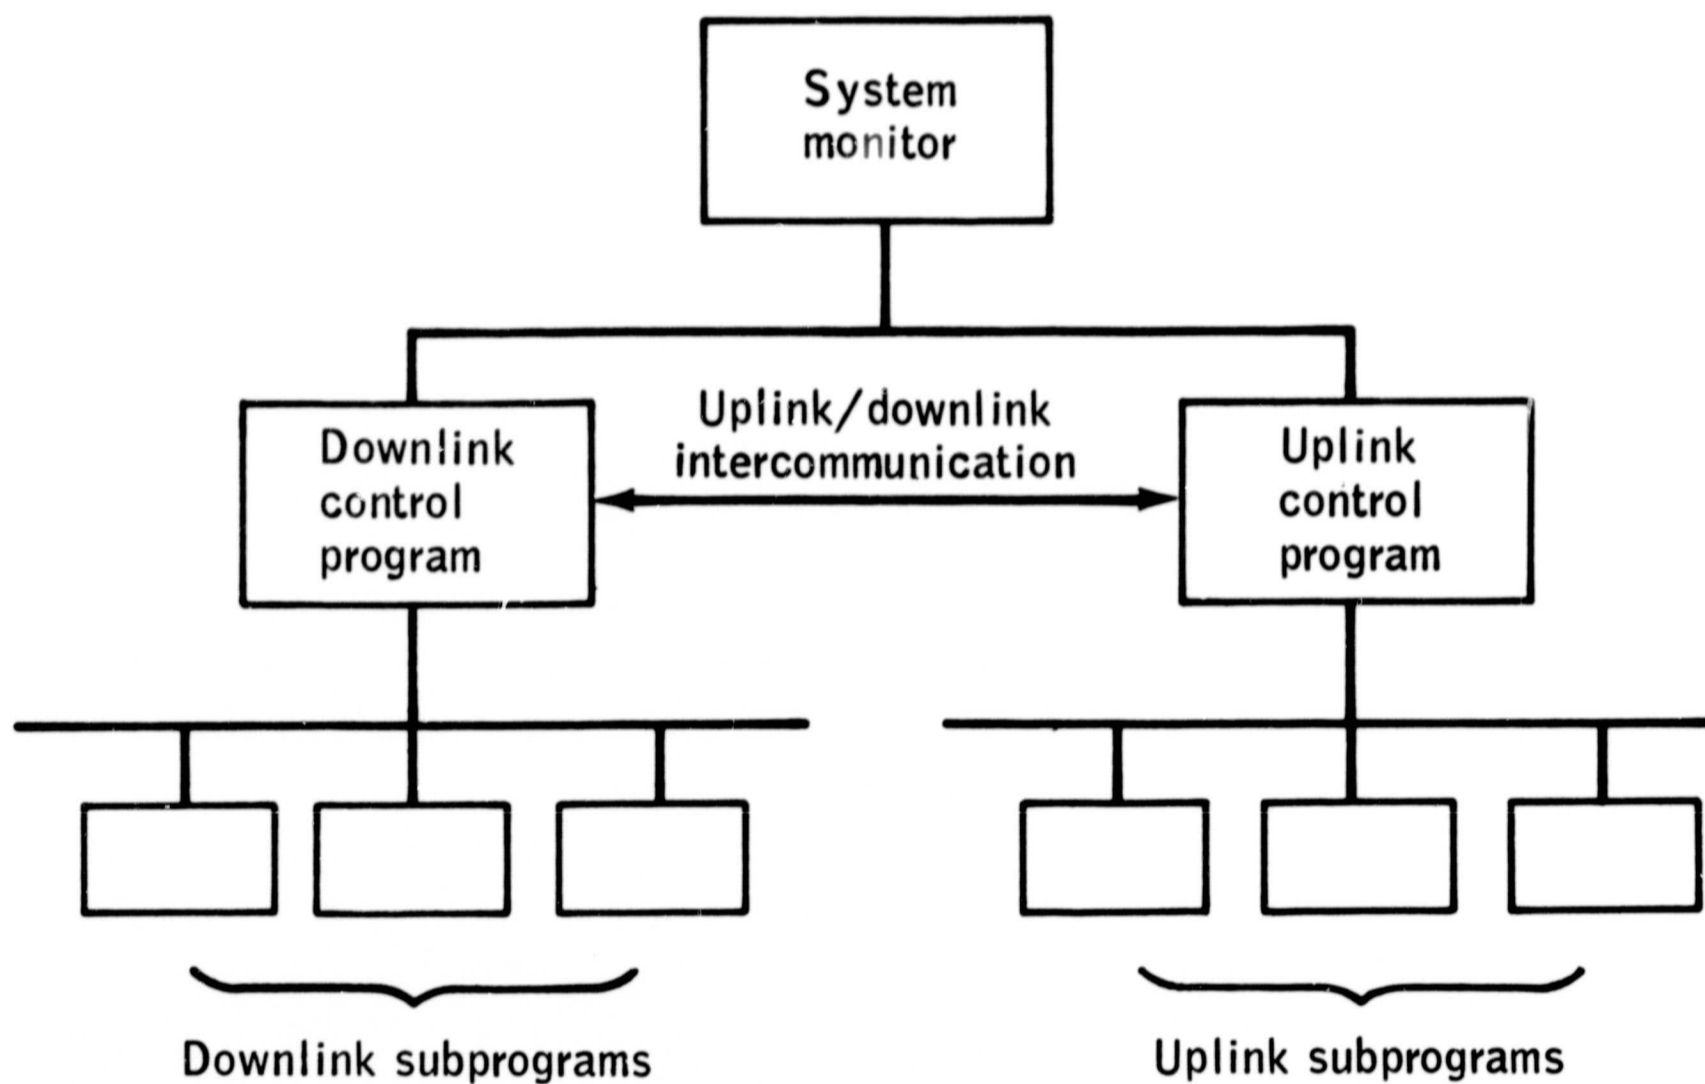 System
monitor
Uplink/downlink
intercommunication
Downlink
control
program
Uplink
control
program
Downlink subprograms
Uplink subprograms